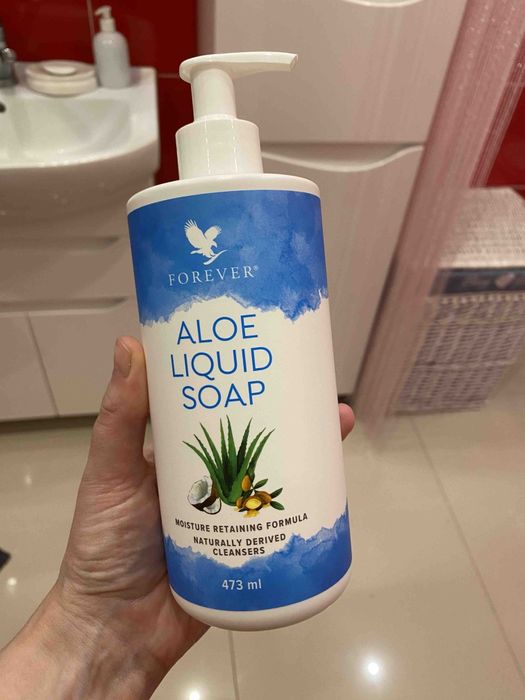 FOREVER®
ALOE
LIQUID
SOAP
MOISTURE RETAINING FORMULA
NATURALLY DERIVED
CLEANSERS
473 ml